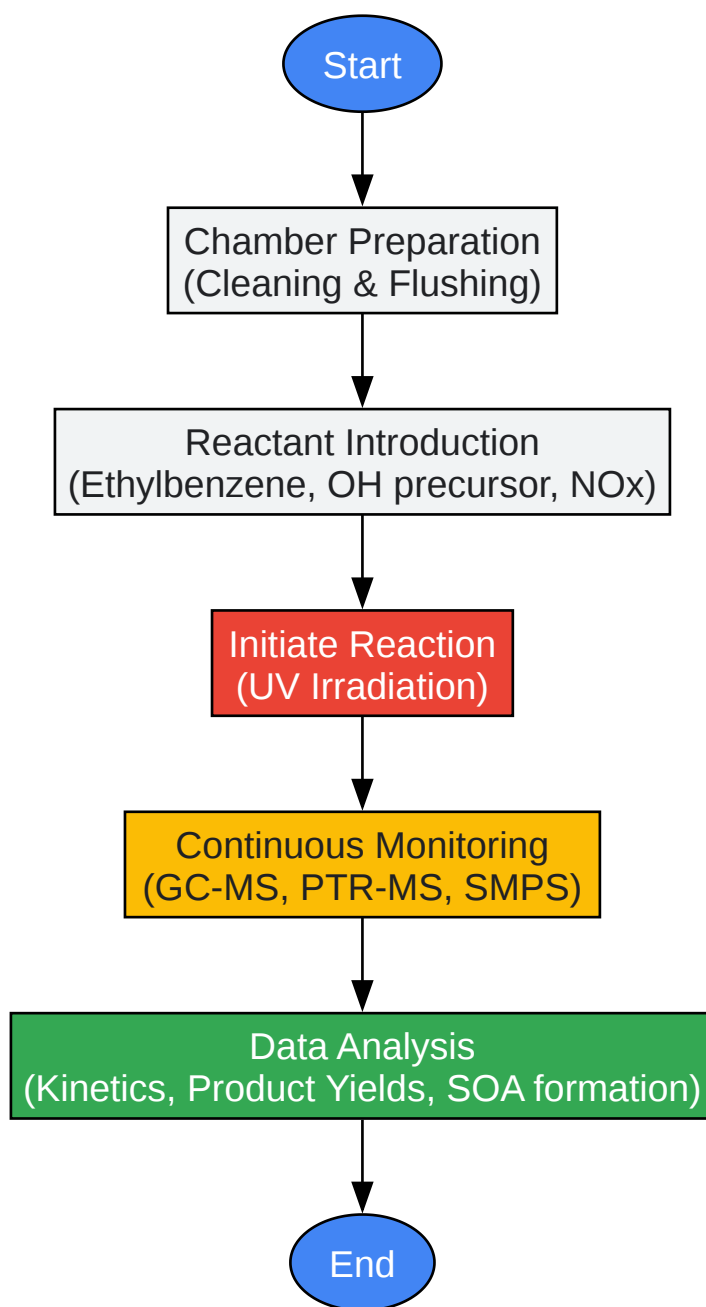 Start
Chamber Preparation
(Cleaning & Flushing)
Reactant Introduction
(Ethylbenzene, OH precursor, NOx)
Initiate Reaction
(UV Irradiation)
Continuous Monitoring
(GC-MS, PTR-MS, SMPS)
Data Analysis
(Kinetics, Product Yields, SOA formation)
End